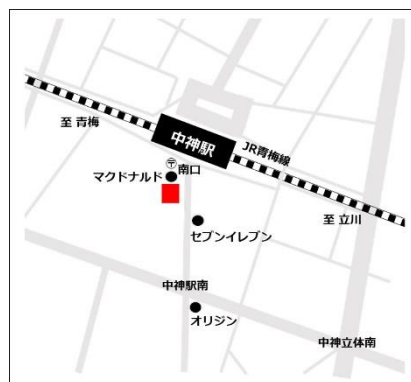 至 青梅
中神駅
JR青梅線
〒
南口
マクドナルド
至 立川
セブンイレブン
中神駅南
オリジン
中神立体南